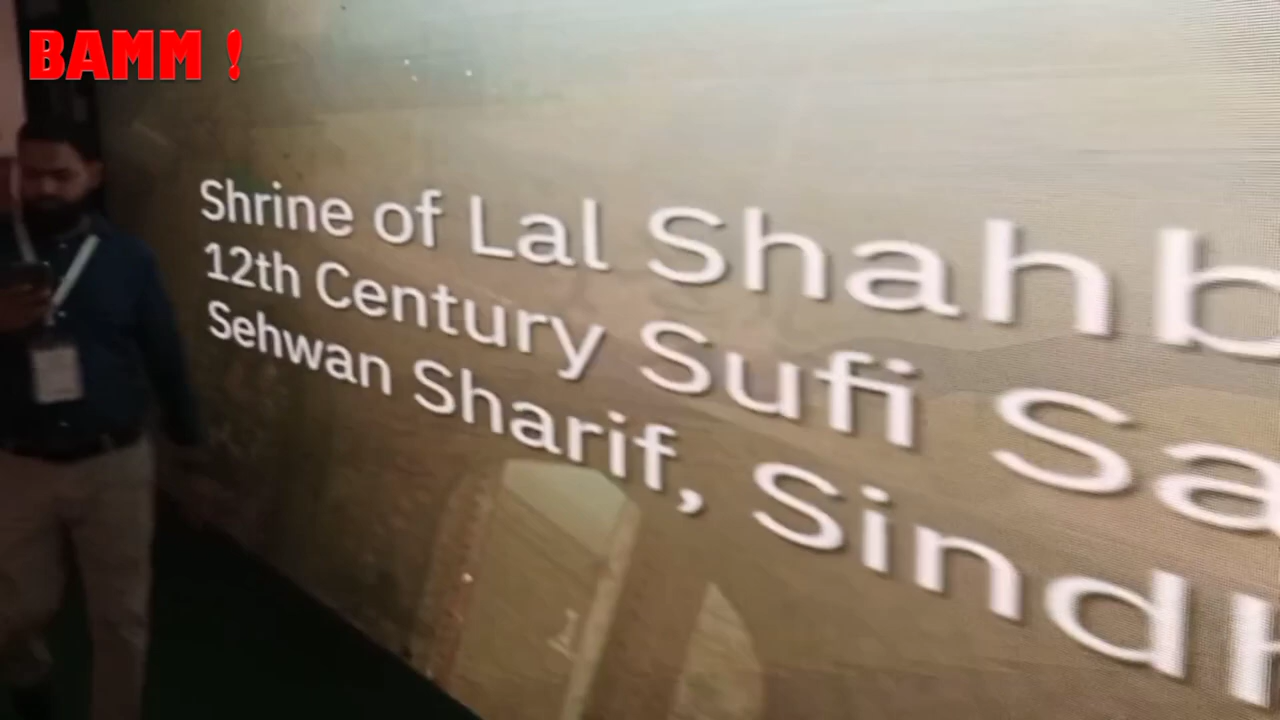 BAMM !
Shrine of Lal Shahb
12th Century Sufi Sa
Sehwan Sharif, Sindh